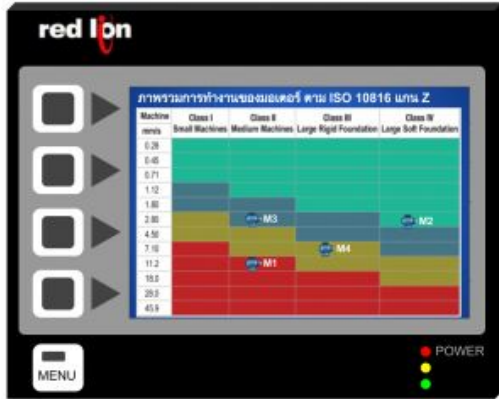 red lion
ภาพรวมการทำงานของมอเตอร์ ตาม ISO 10816 แกน Z
Machine Class I Class II Class III Class IV
mm/s Small Machines Medium Machines Large Rigid Foundation Large Soft Foundation
0.28
0.45
0.71
1.12
1.80
2.80 M3 M2
4.50
7.10 M4
11.2 M1
18.0
28.0
45.9
POWER
MENU